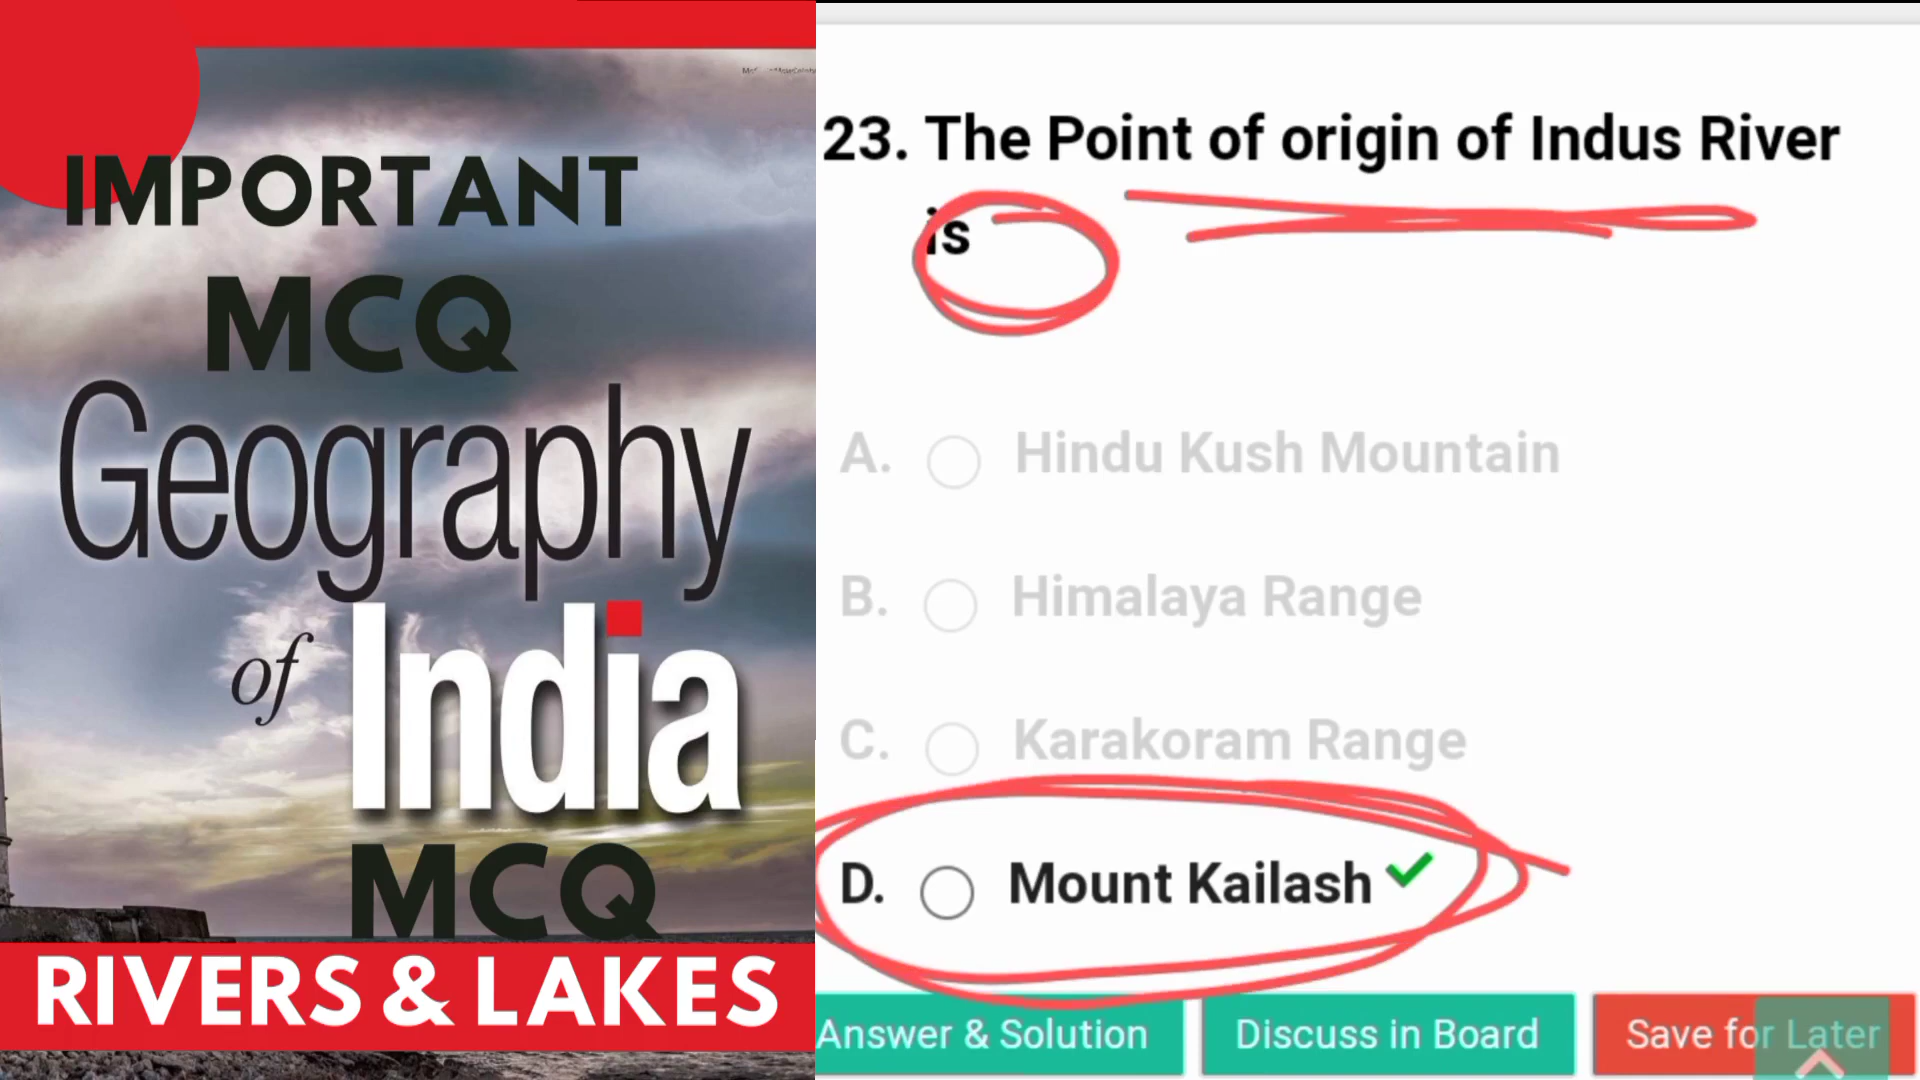 IMPORTANT
MCQ
Geography
of India
MCQ
RIVERS & LAKES
23. The Point of origin of Indus River
is
A. Hindu Kush Mountain
B. Himalaya Range
C. Karakoram Range
D. Mount Kailash
Answer & Solution
Discuss in Board
Save for Later